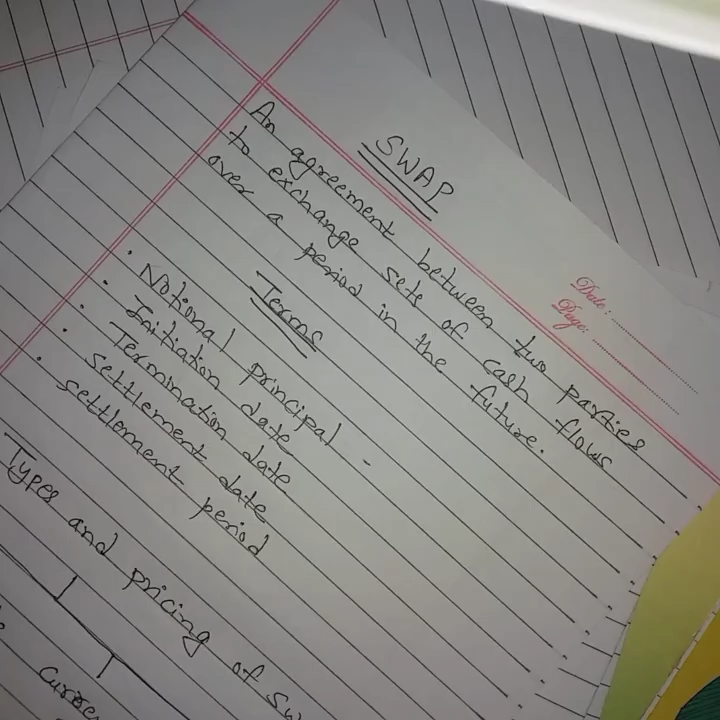 SWAP
Date:
Page:
An agreement between two parties
to exchange sets of cash flows
over a period in the future.
Terms
• Notional principal -
• Initiation date
• Termination date
• settlement date
• settlement period
Types and pricing of